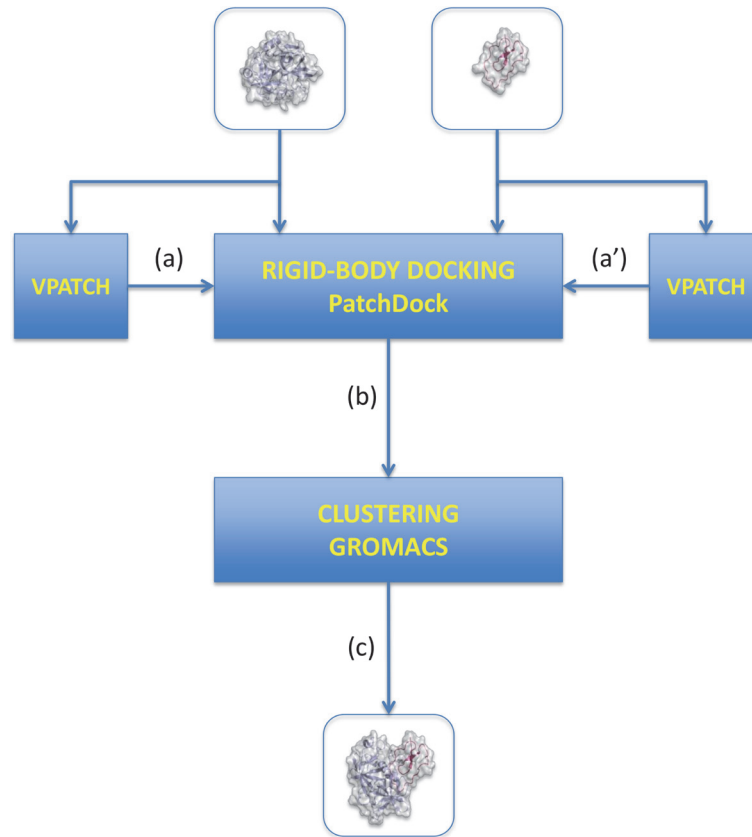 VPATCH
(a)
RIGID-BODY DOCKING
PatchDock
(a’)
VPATCH
(b)
CLUSTERING
GROMACS
(c)